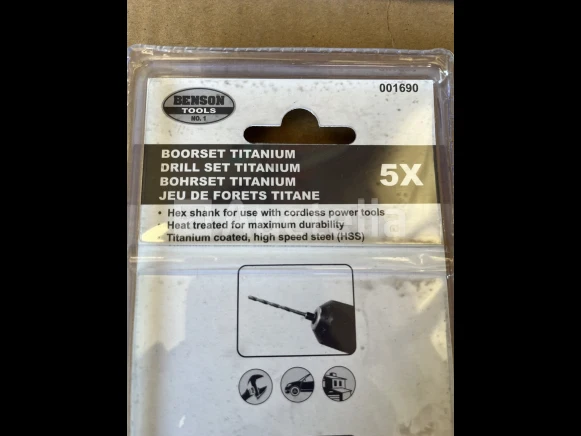 001690
BENSON
TOOLS
NO. 1
BOORSET TITANIUM
DRILL SET TITANIUM
BOHRSET TITANIUM
JEU DE FORETS TITANE
5X
• Hex shank for use with cordless power tools
• Heat treated for maximum durability
• Titanium coated, high speed steel (HSS)